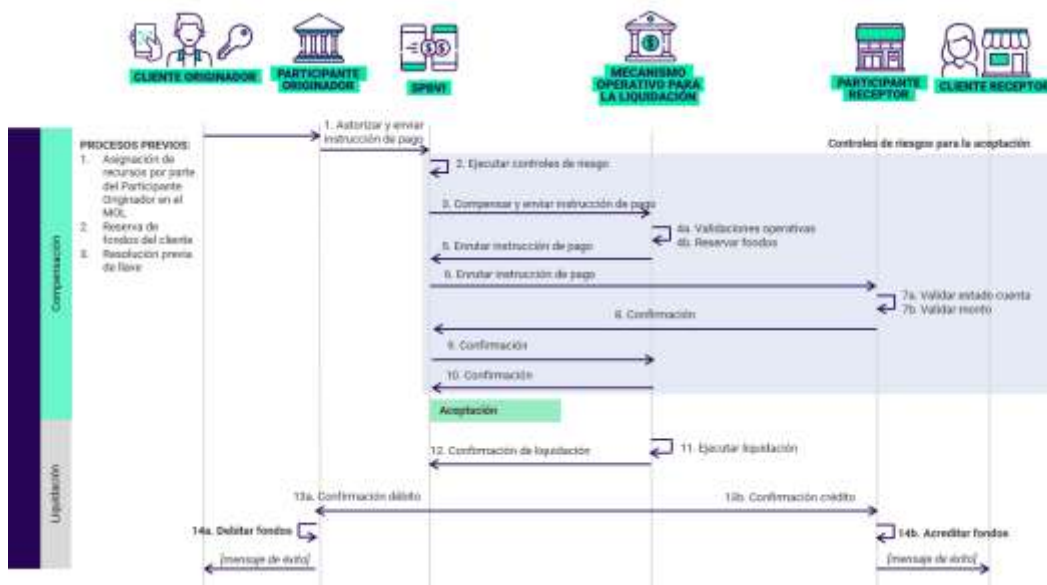 CLIENTE ORIGINADOR
PARTICIPANTE
ORIGINADOR
SPBVI
MECANISMO
OPERATIVO PARA
LA LIQUIDACIÓN
PARTICIPANTE
RECEPTOR
CLIENTE RECEPTOR
Compensación
Liquidación
PROCESOS PREVIOS:
1. Asignación de
recursos por parte
del Participante
Originador en el
MOL
2. Reserva de
fondos del cliente
3. Resolución previa
de llave
1. Autorizar y enviar
instrucción de pago
Controles de riesgos para la aceptación
2. Ejecutar controles de riesgo
3. Compensar y enviar instrucción de pago
4a. Validaciones operativas
4b. Reservar fondos
5. Enrutar instrucción de pago
6. Enrutar instrucción de pago
7a. Validar estado cuenta
7b. Validar monto
8. Confirmación
9. Confirmación
10. Confirmación
Aceptación
11. Ejecutar liquidación
12. Confirmación de liquidación
13a. Confirmación débito
13b. Confirmación crédito
14a. Debitar fondos
14b. Acreditar fondos
[mensaje de éxito]
[mensaje de éxito]